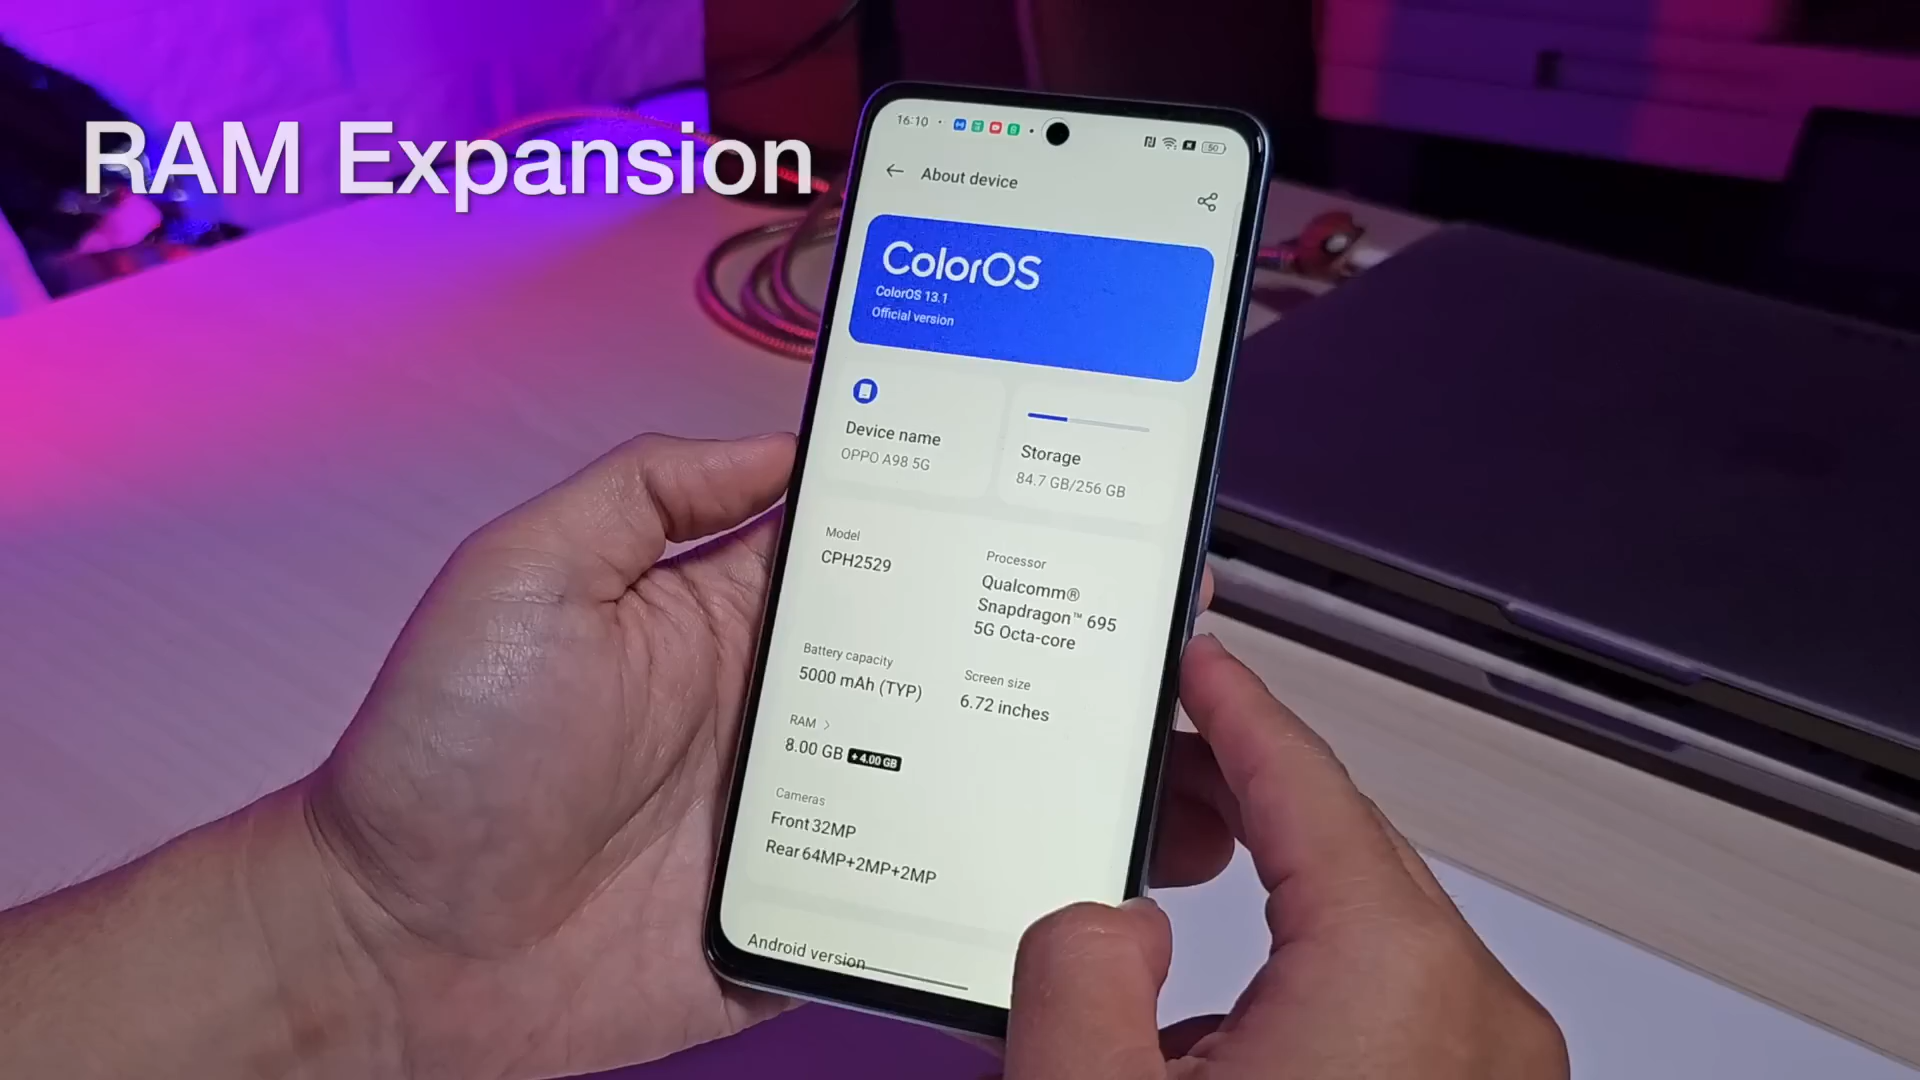 RAM Expansion
16:10
50
About device
ColorOS
ColorOS 13.1
Official version
Device name
OPPO A98 5G
Storage
84.7 GB/256 GB
Model
CPH2529
Processor
Qualcomm®
Snapdragon™ 695
5G Octa-core
Battery capacity
5000 mAh (TYP)
Screen size
6.72 inches
RAM >
8.00 GB + 4.00 GB
Cameras
Front 32MP
Rear 64MP+2MP+2MP
Android version